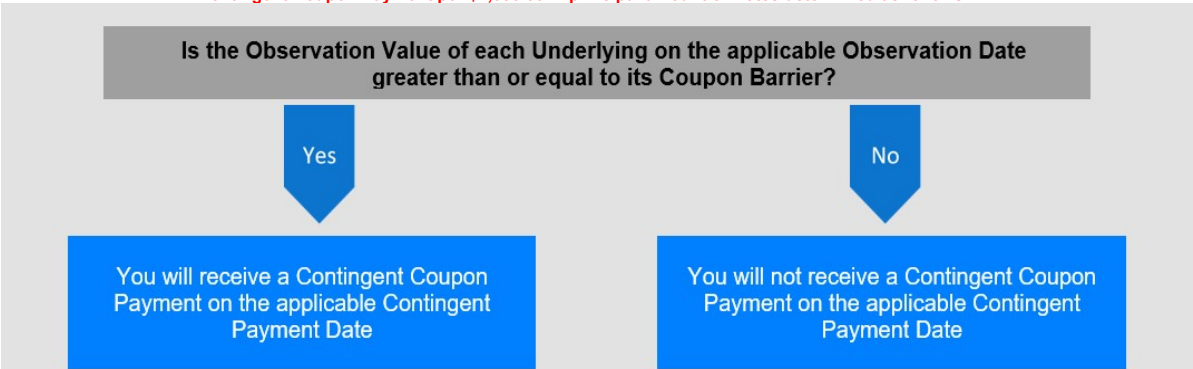 Is the Observation Value of each Underlying on the applicable Observation Date
greater than or equal to its Coupon Barrier?
Yes
No
You will receive a Contingent Coupon
Payment on the applicable Contingent
Payment Date
You will not receive a Contingent Coupon
Payment on the applicable Contingent
Payment Date